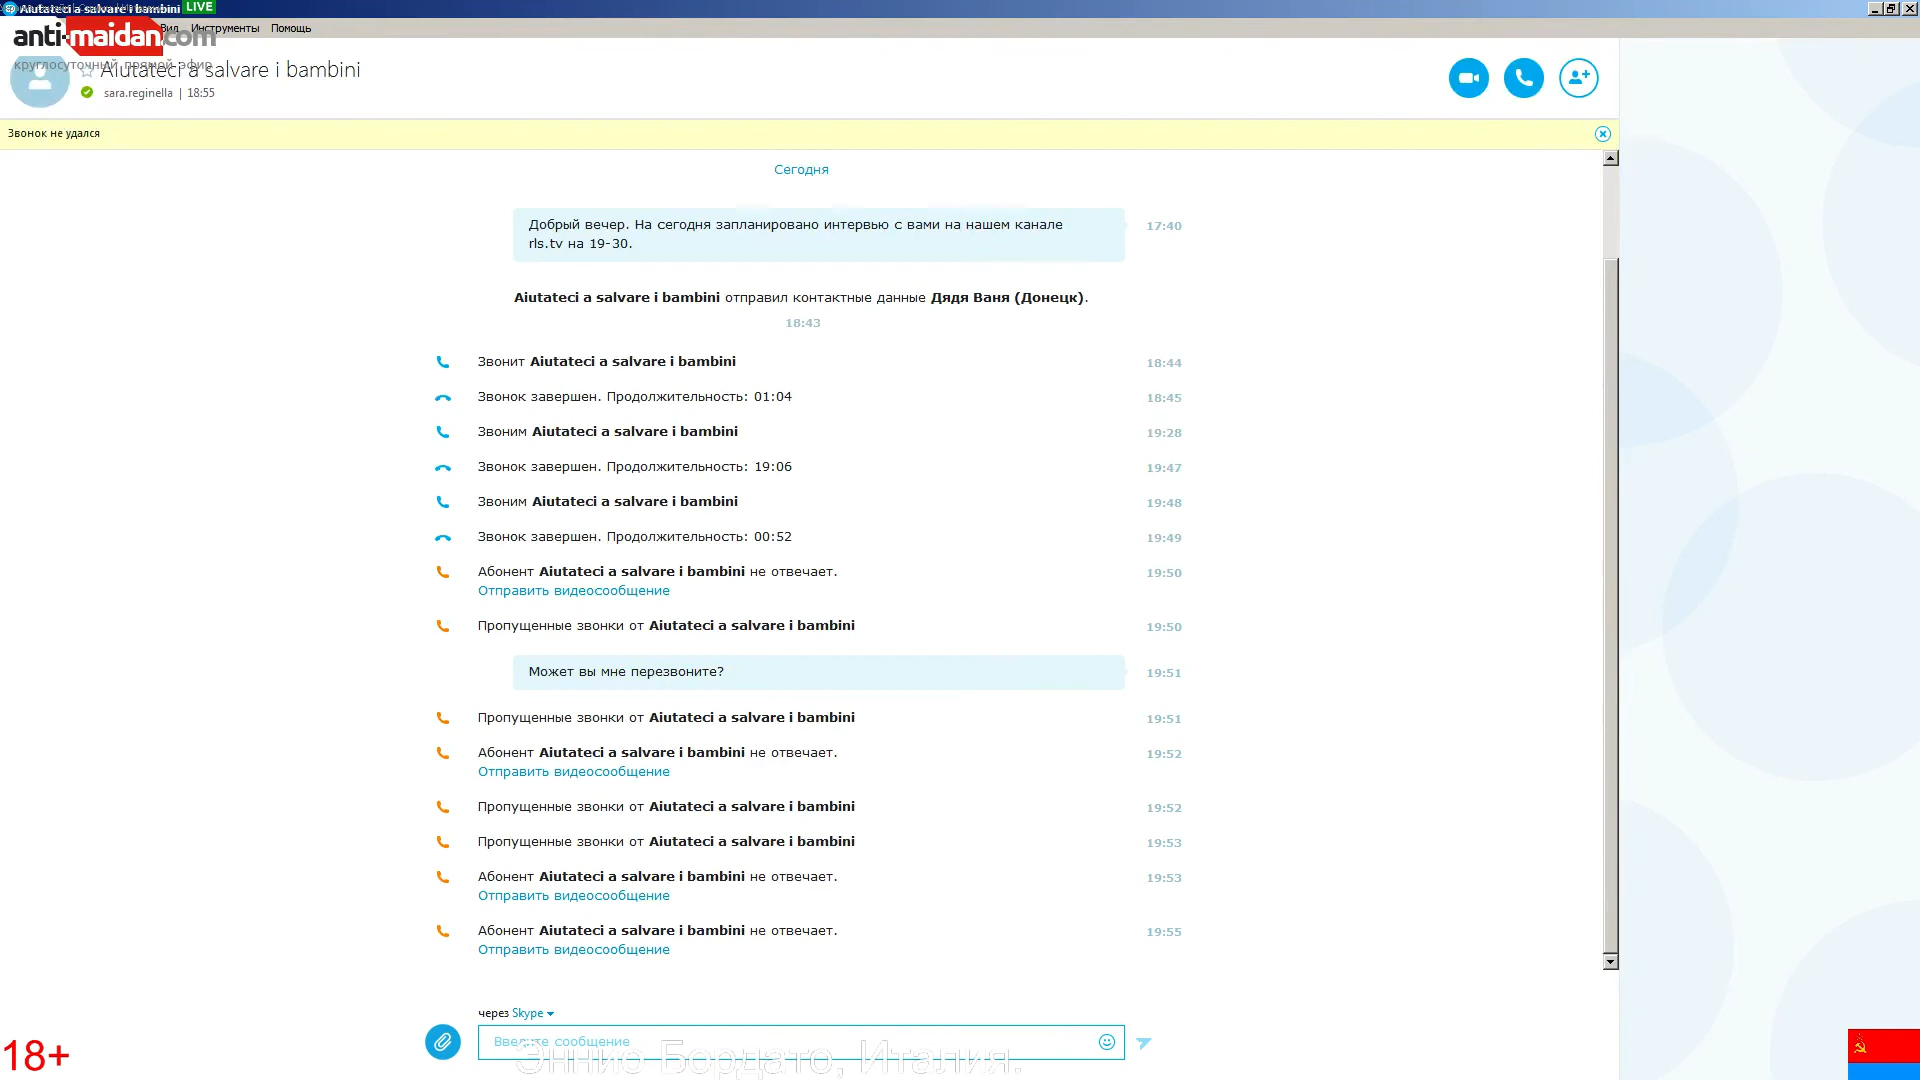 Aiutateci a salvare i bambini
LIVE
anti-maidan.com
Вид Инструменты Помощь
круглосуточный прямой эфир
Aiutateci a salvare i bambini
sara.reginella | 18:55
Звонок не удался
Сегодня
Добрый вечер. На сегодня запланировано интервью с вами на нашем канале
rls.tv на 19-30.
17:40
Aiutateci a salvare i bambini отправил контактные данные Дядя Ваня (Донецк).
18:43
Звонит Aiutateci a salvare i bambini 18:44
Звонок завершен. Продолжительность: 01:04 18:45
Звоним Aiutateci a salvare i bambini 19:28
Звонок завершен. Продолжительность: 19:06 19:47
Звоним Aiutateci a salvare i bambini 19:48
Звонок завершен. Продолжительность: 00:52 19:49
Абонент Aiutateci a salvare i bambini не отвечает. 19:50
Отправить видеосообщение
Пропущенные звонки от Aiutateci a salvare i bambini 19:50
Может вы мне перезвоните? 19:51
Пропущенные звонки от Aiutateci a salvare i bambini 19:51
Абонент Aiutateci a salvare i bambini не отвечает. 19:52
Отправить видеосообщение
Пропущенные звонки от Aiutateci a salvare i bambini 19:52
Пропущенные звонки от Aiutateci a salvare i bambini 19:53
Абонент Aiutateci a salvare i bambini не отвечает. 19:53
Отправить видеосообщение
Абонент Aiutateci a salvare i bambini не отвечает. 19:55
Отправить видеосообщение
через Skype
Введите сообщение
Эннио Бордато, Италия.
18+